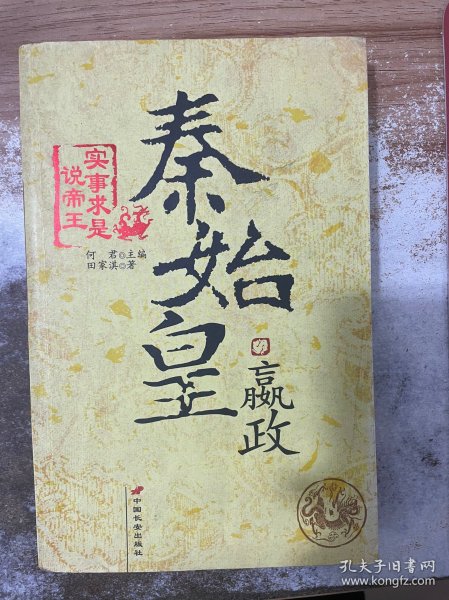 秦始皇
嬴政
实事求是
说帝王
何君◎主编
田家淇◎著
中国长安出版社
孔夫子旧书网
www.kongfz.com